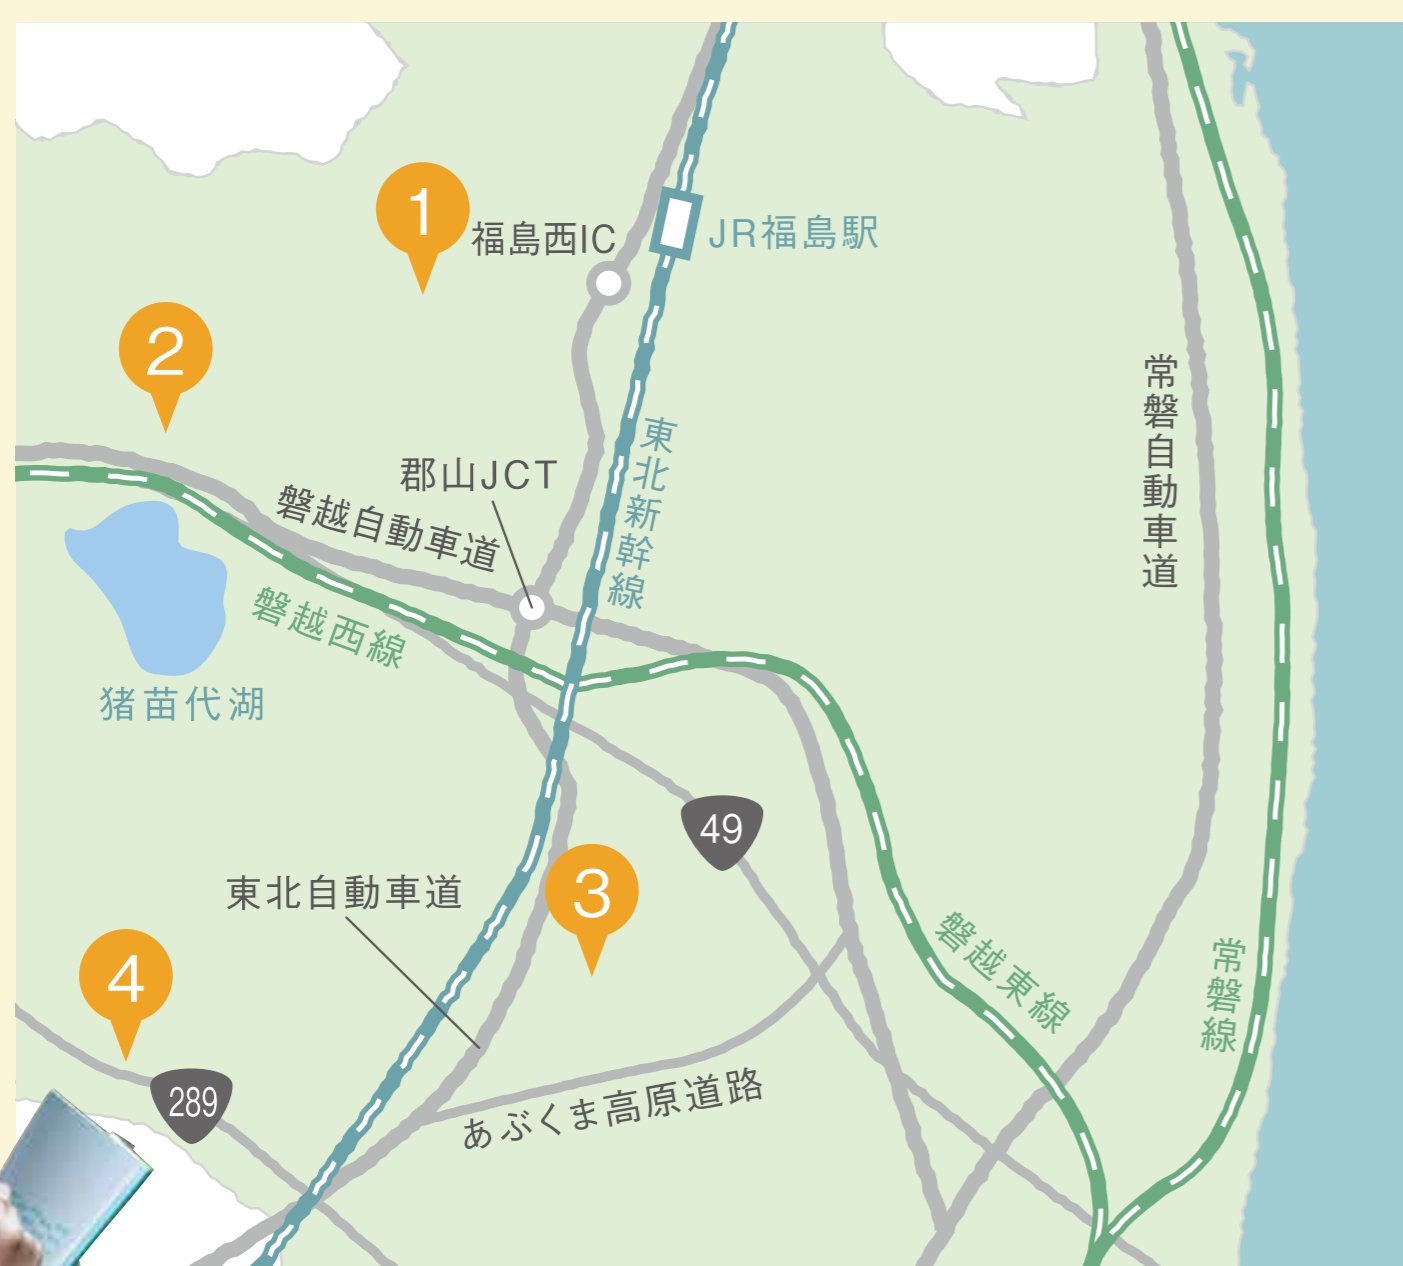 1
福島西IC
JR福島駅
2
常磐自動車道
東北新幹線
郡山JCT
磐越自動車道
磐越西線
猪苗代湖
49
3
東北自動車道
磐越東線
常磐線
4
289
あぶくま高原道路